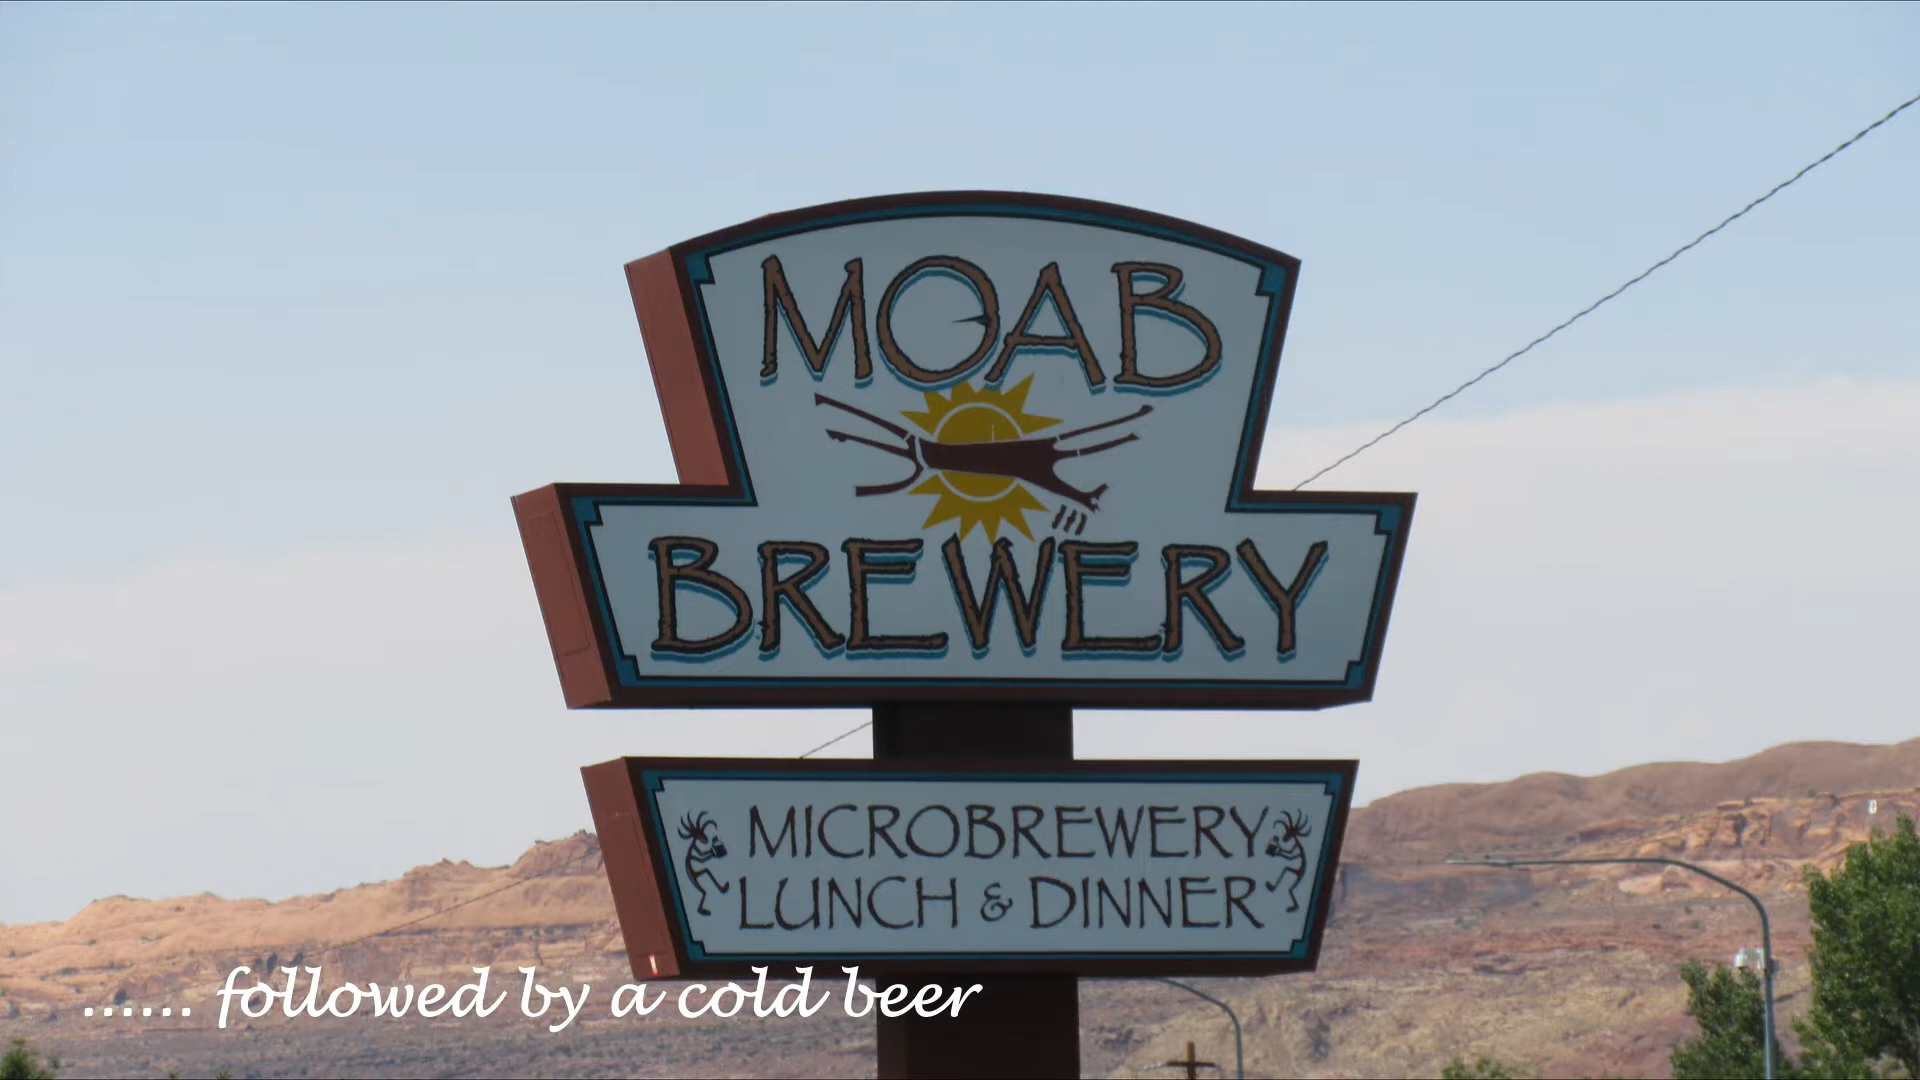 MOAB
BREWERY
MICROBREWERY
LUNCH & DINNER
...... followed by a cold beer